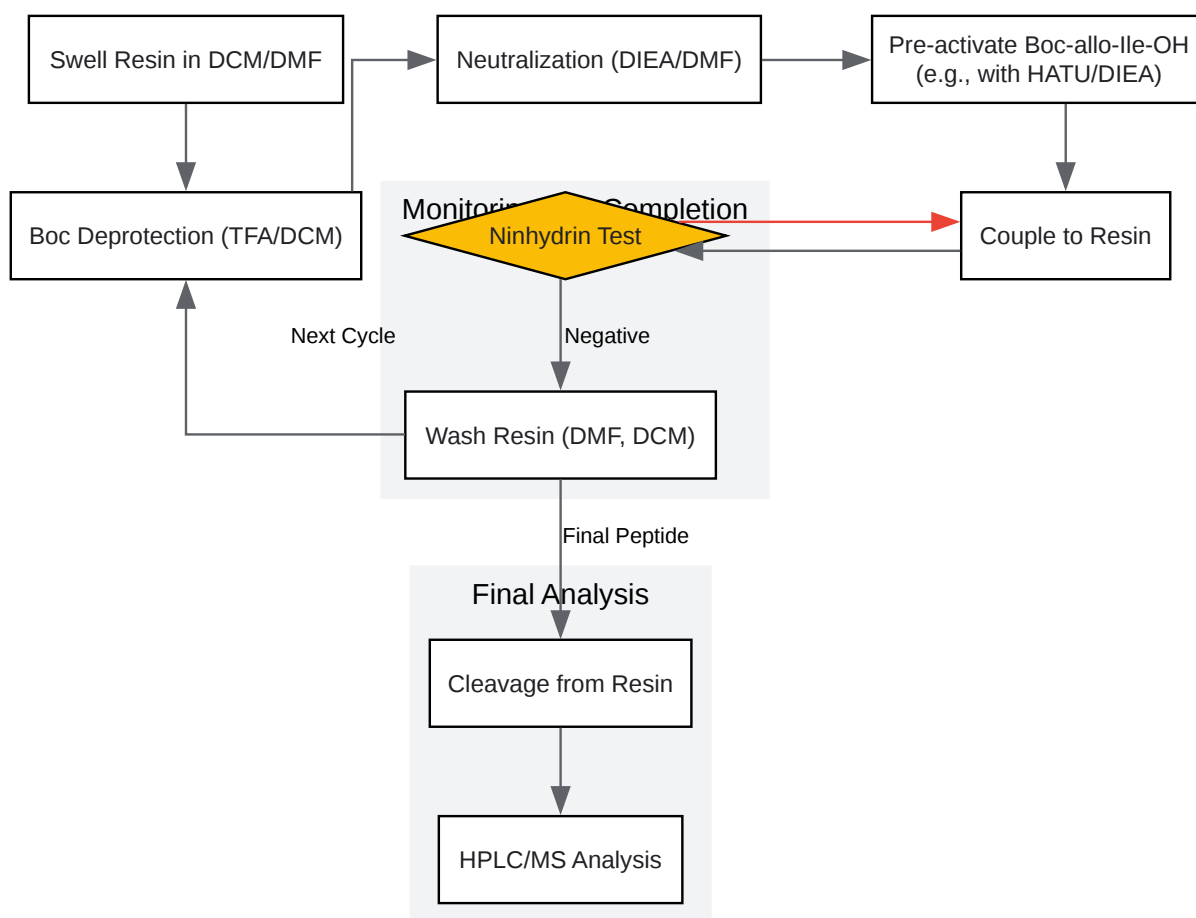 Swell Resin in DCM/DMF
Neutralization (DIEA/DMF)
Pre-activate Boc-allo-Ile-OH
(e.g., with HATU/DIEA)
Boc Deprotection (TFA/DCM)
Completion
Ninhydrin Test
Couple to Resin
Next Cycle
Negative
Wash Resin (DMF, DCM)
Final Peptide
Final Analysis
Cleavage from Resin
HPLC/MS Analysis